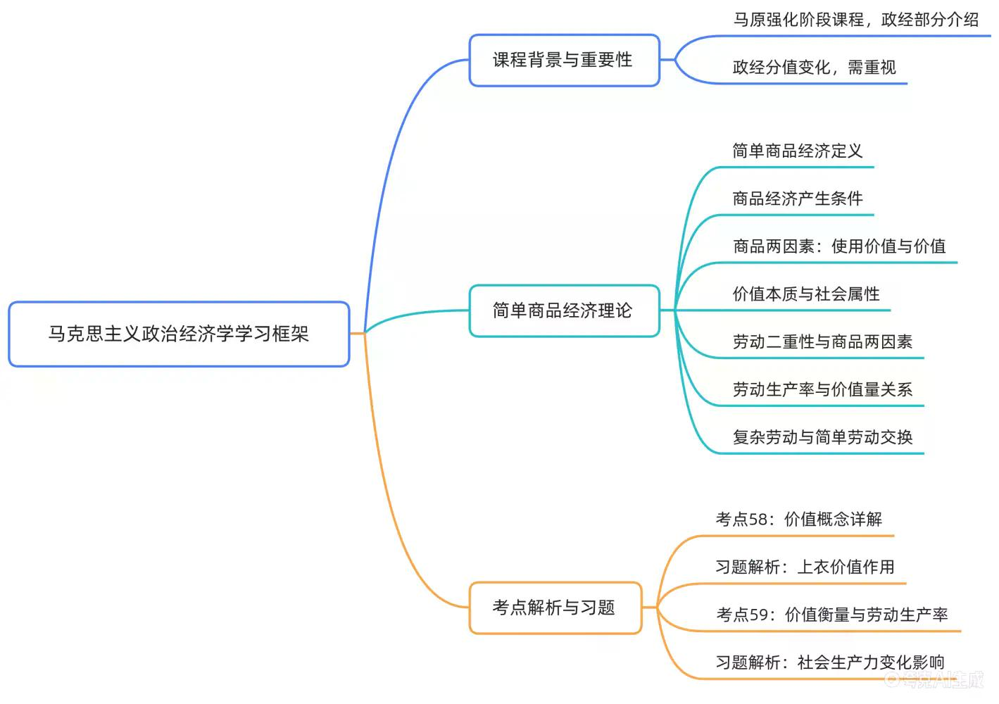 马克思主义政治经济学学习框架
课程背景与重要性
马原强化阶段课程，政经部分介绍
政经分值变化，需重视
简单商品经济理论
简单商品经济定义
商品经济产生条件
商品两因素：使用价值与价值
价值本质与社会属性
劳动二重性与商品两因素
劳动生产率与价值量关系
复杂劳动与简单劳动交换
考点解析与习题
考点58：价值概念详解
习题解析：上衣价值作用
考点59：价值衡量与劳动生产率
习题解析：社会生产力变化影响
夸克AI生成